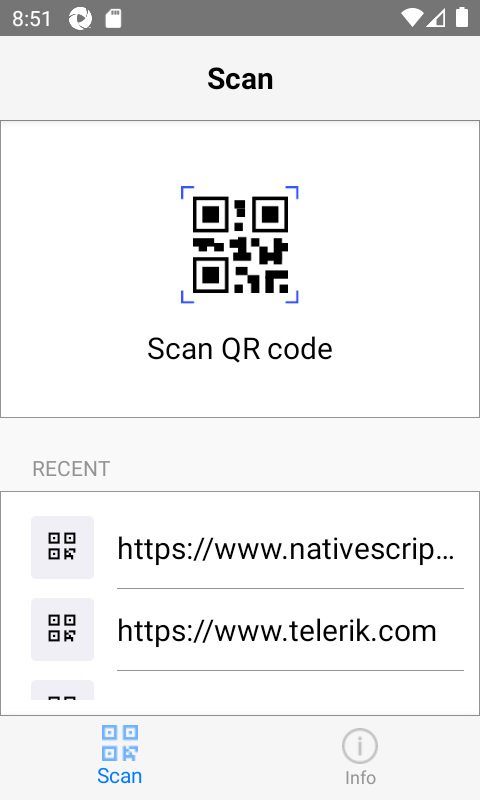 8:51
Scan
Scan QR code
RECENT
https://www.nativescrip...
https://www.telerik.com
Scan
Info